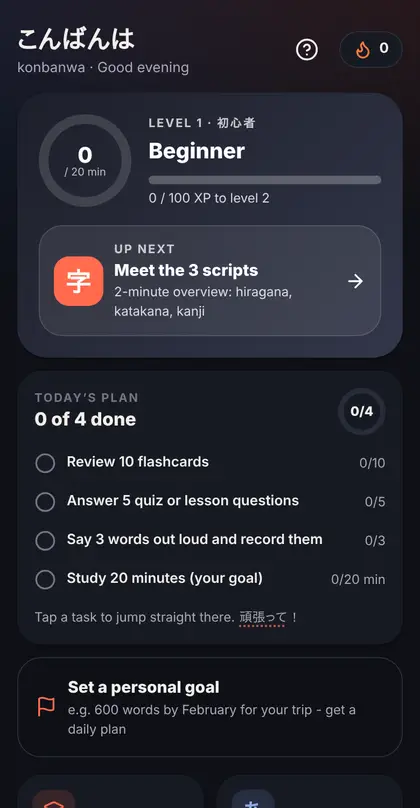 こんばんは
konbanwa · Good evening
0
0
/ 20 min
LEVEL 1 · 初心者
Beginner
0 / 100 XP to level 2
字
UP NEXT
Meet the 3 scripts
2-minute overview: hiragana,
katakana, kanji
TODAY'S PLAN
0 of 4 done
0/4
Review 10 flashcards 0/10
Answer 5 quiz or lesson questions 0/5
Say 3 words out loud and record them 0/3
Study 20 minutes (your goal) 0/20 min
Tap a task to jump straight there. 頑張って！
Set a personal goal
e.g. 600 words by February for your trip - get a
daily plan